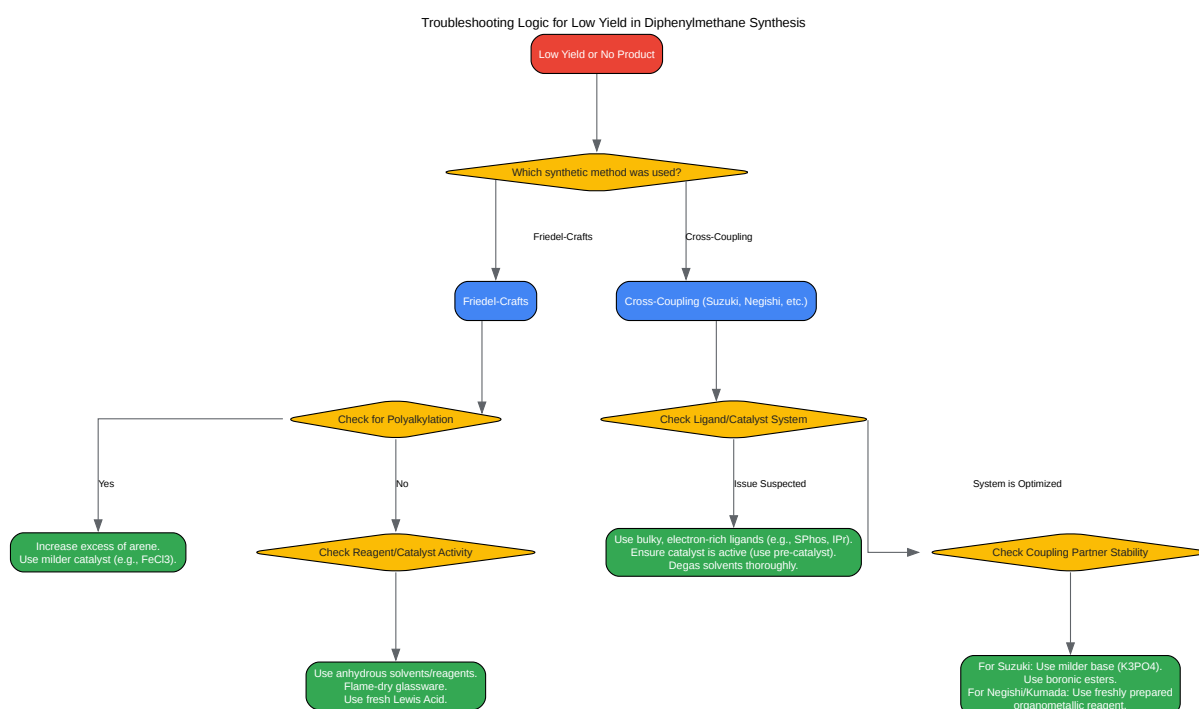 Troubleshooting Logic for Low Yield in Diphenylmethane Synthesis
Low Yield or No Product
Which synthetic method was used?
Friedel-Crafts
Cross-Coupling
Friedel-Crafts
Cross-Coupling (Suzuki, Negishi, etc.)
Check for Polyalkylation
Check Ligand/Catalyst System
Yes
No
Issue Suspected
System is Optimized
Increase excess of arene.
Use milder catalyst (e.g., FeCl3).
Check Reagent/Catalyst Activity
Use bulky, electron-rich ligands (e.g., SPhos, IPr).
Ensure catalyst is active (use pre-catalyst).
Degas solvents thoroughly.
Check Coupling Partner Stability
Use anhydrous solvents/reagents.
Flame-dry glassware.
Use fresh Lewis Acid.
For Suzuki: Use milder base (K3PO4).
Use boronic esters.
For Negishi/Kumada: Use freshly prepared
organometallic reagent.